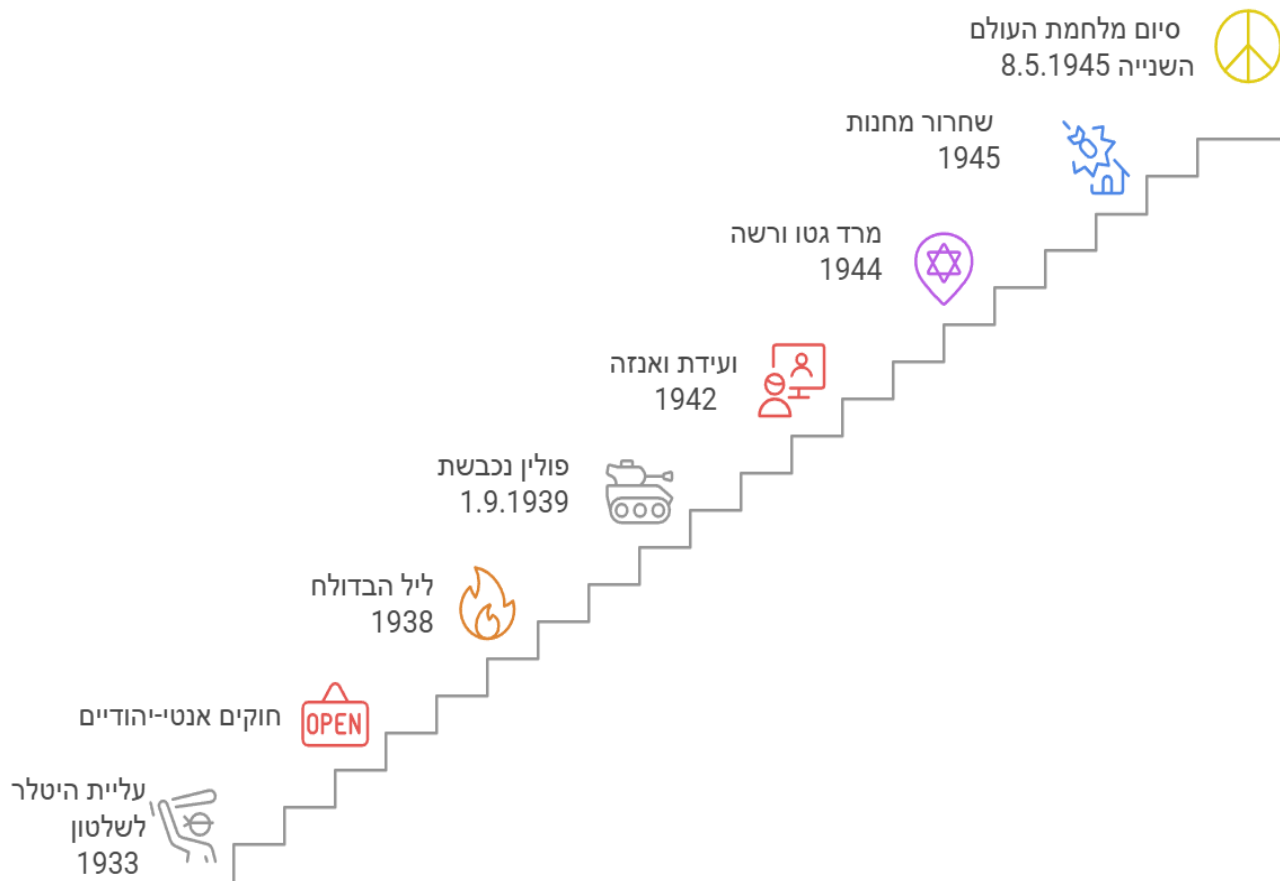 סיום מלחמת העולם
השנייה 8.5.1945
שחרור מחנות
1945
מרד גטו ורשה
1944
ועידת ואנזה
1942
פולין נכבשת
1.9.1939
ליל הבדולח
1938
חוקים אנטי-יהודיים
OPEN
עליית היטלר
לשלטון
1933